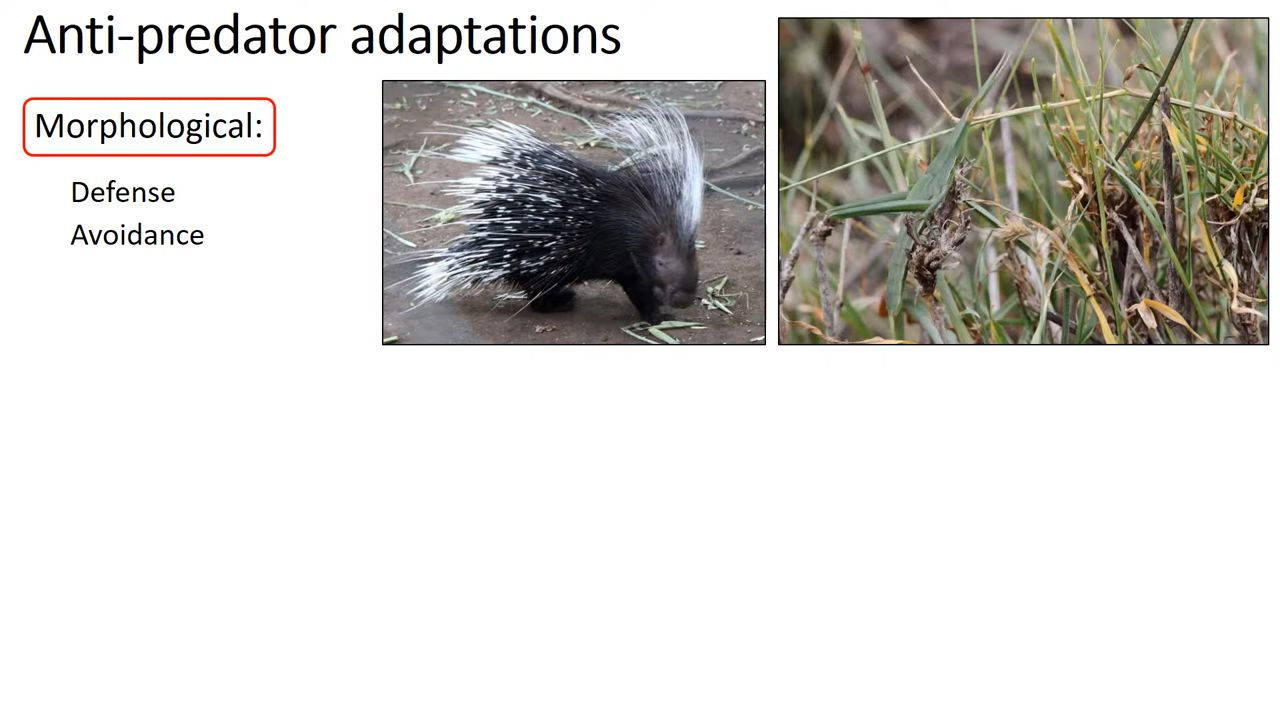 Anti-predator adaptations
Morphological:
Defense
Avoidance